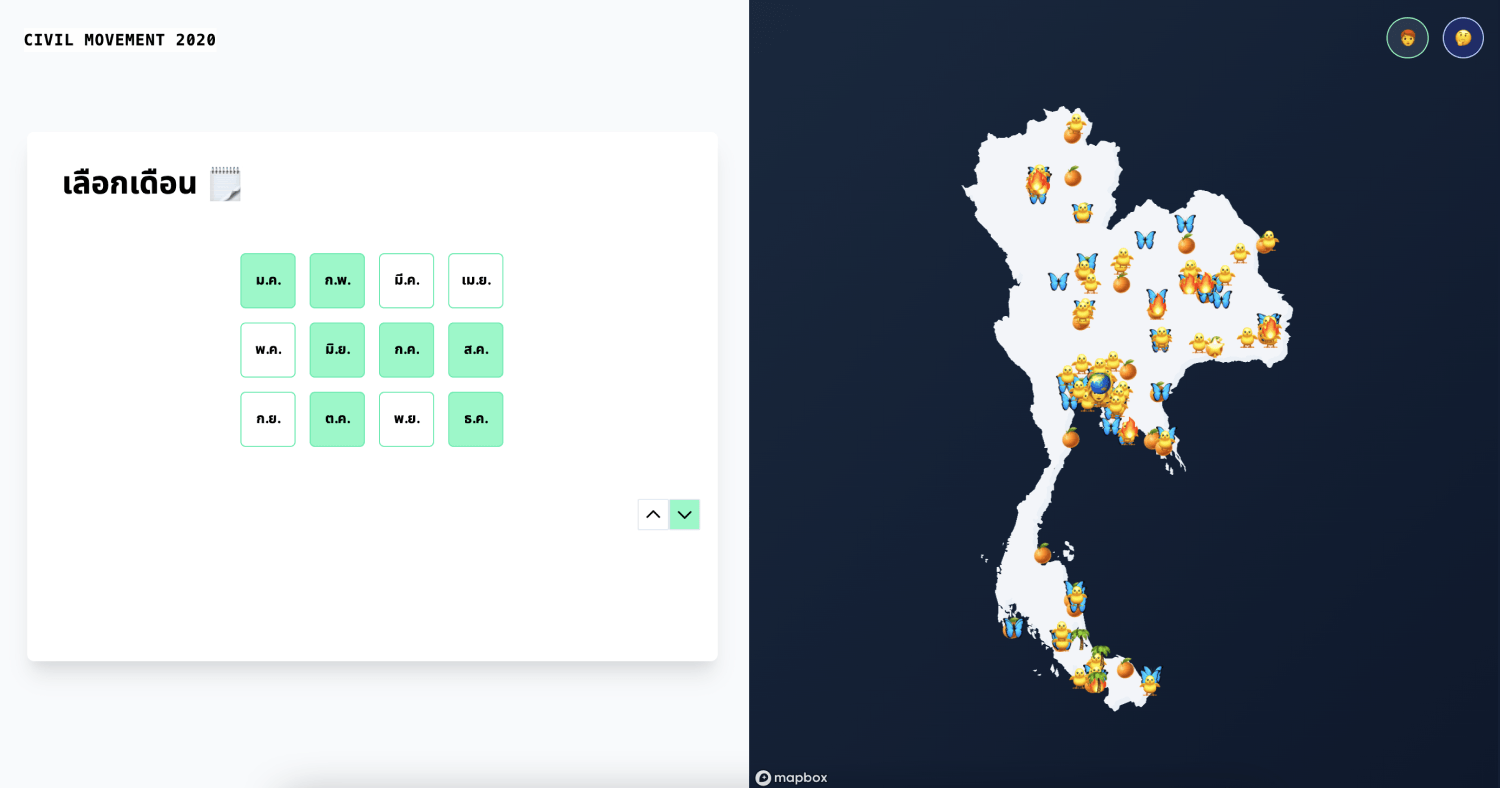 CIVIL MOVEMENT 2020
เลือกเดือน
ม.ค. ก.พ. มี.ค. เม.ย.
พ.ค. มิ.ย. ก.ค. ส.ค.
ก.ย. ต.ค. พ.ย. ธ.ค.
mapbox